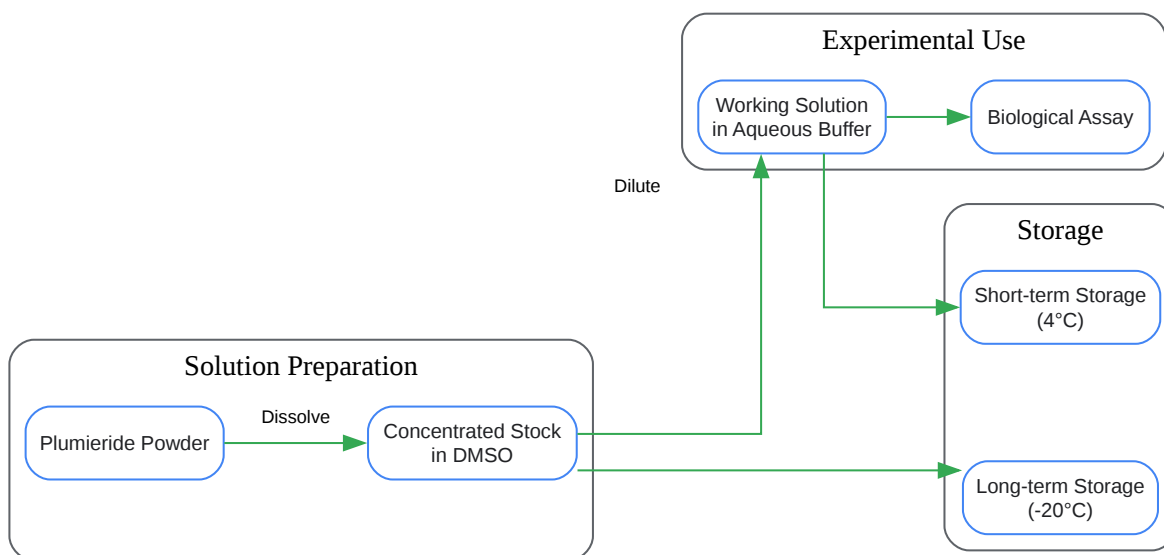 Experimental Use
Working Solution
in Aqueous Buffer
Biological Assay
Dilute
Storage
Short-term Storage
(4°C)
Solution Preparation
Dissolve
Plumieride Powder
Concentrated Stock
in DMSO
Long-term Storage
(-20°C)